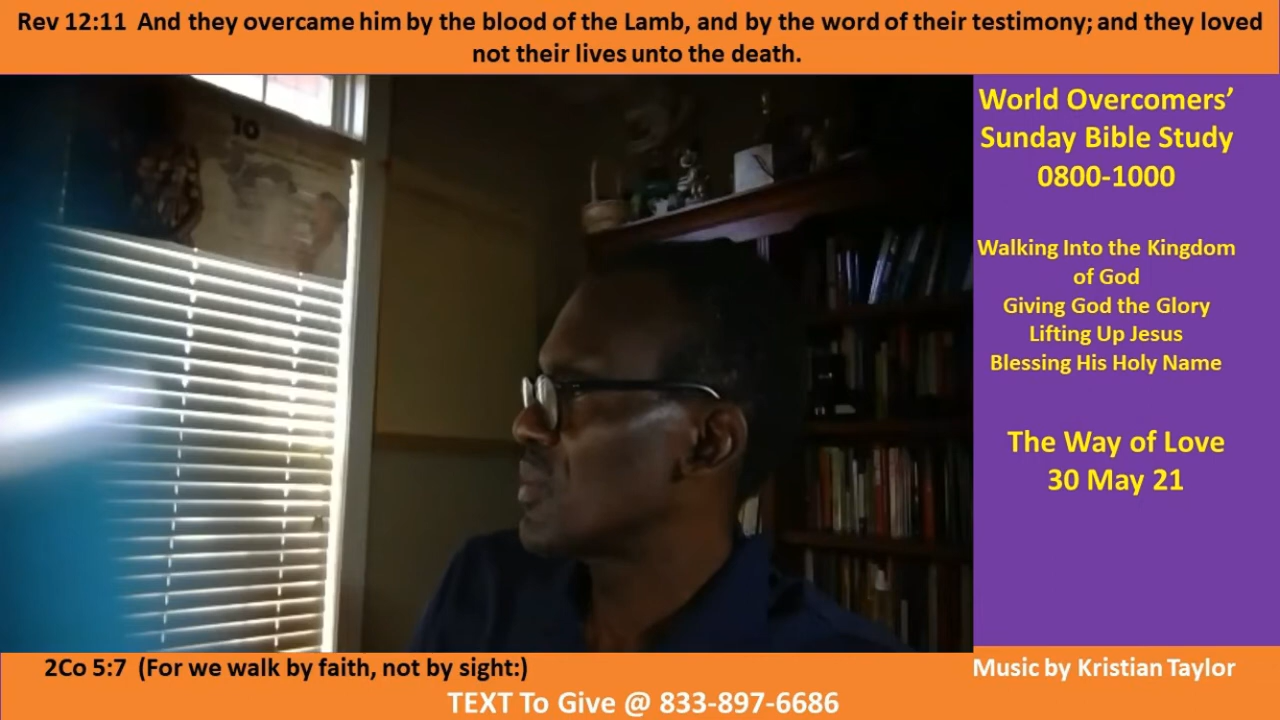 Rev 12:11  And they overcame him by the blood of the Lamb, and by the word of their testimony; and they loved
not their lives unto the death.
10
World Overcomers’
Sunday Bible Study
0800-1000
Walking Into the Kingdom
of God
Giving God the Glory
Lifting Up Jesus
Blessing His Holy Name
The Way of Love
30 May 21
2Co 5:7  (For we walk by faith, not by sight:)
Music by Kristian Taylor
TEXT To Give @ 833-897-6686